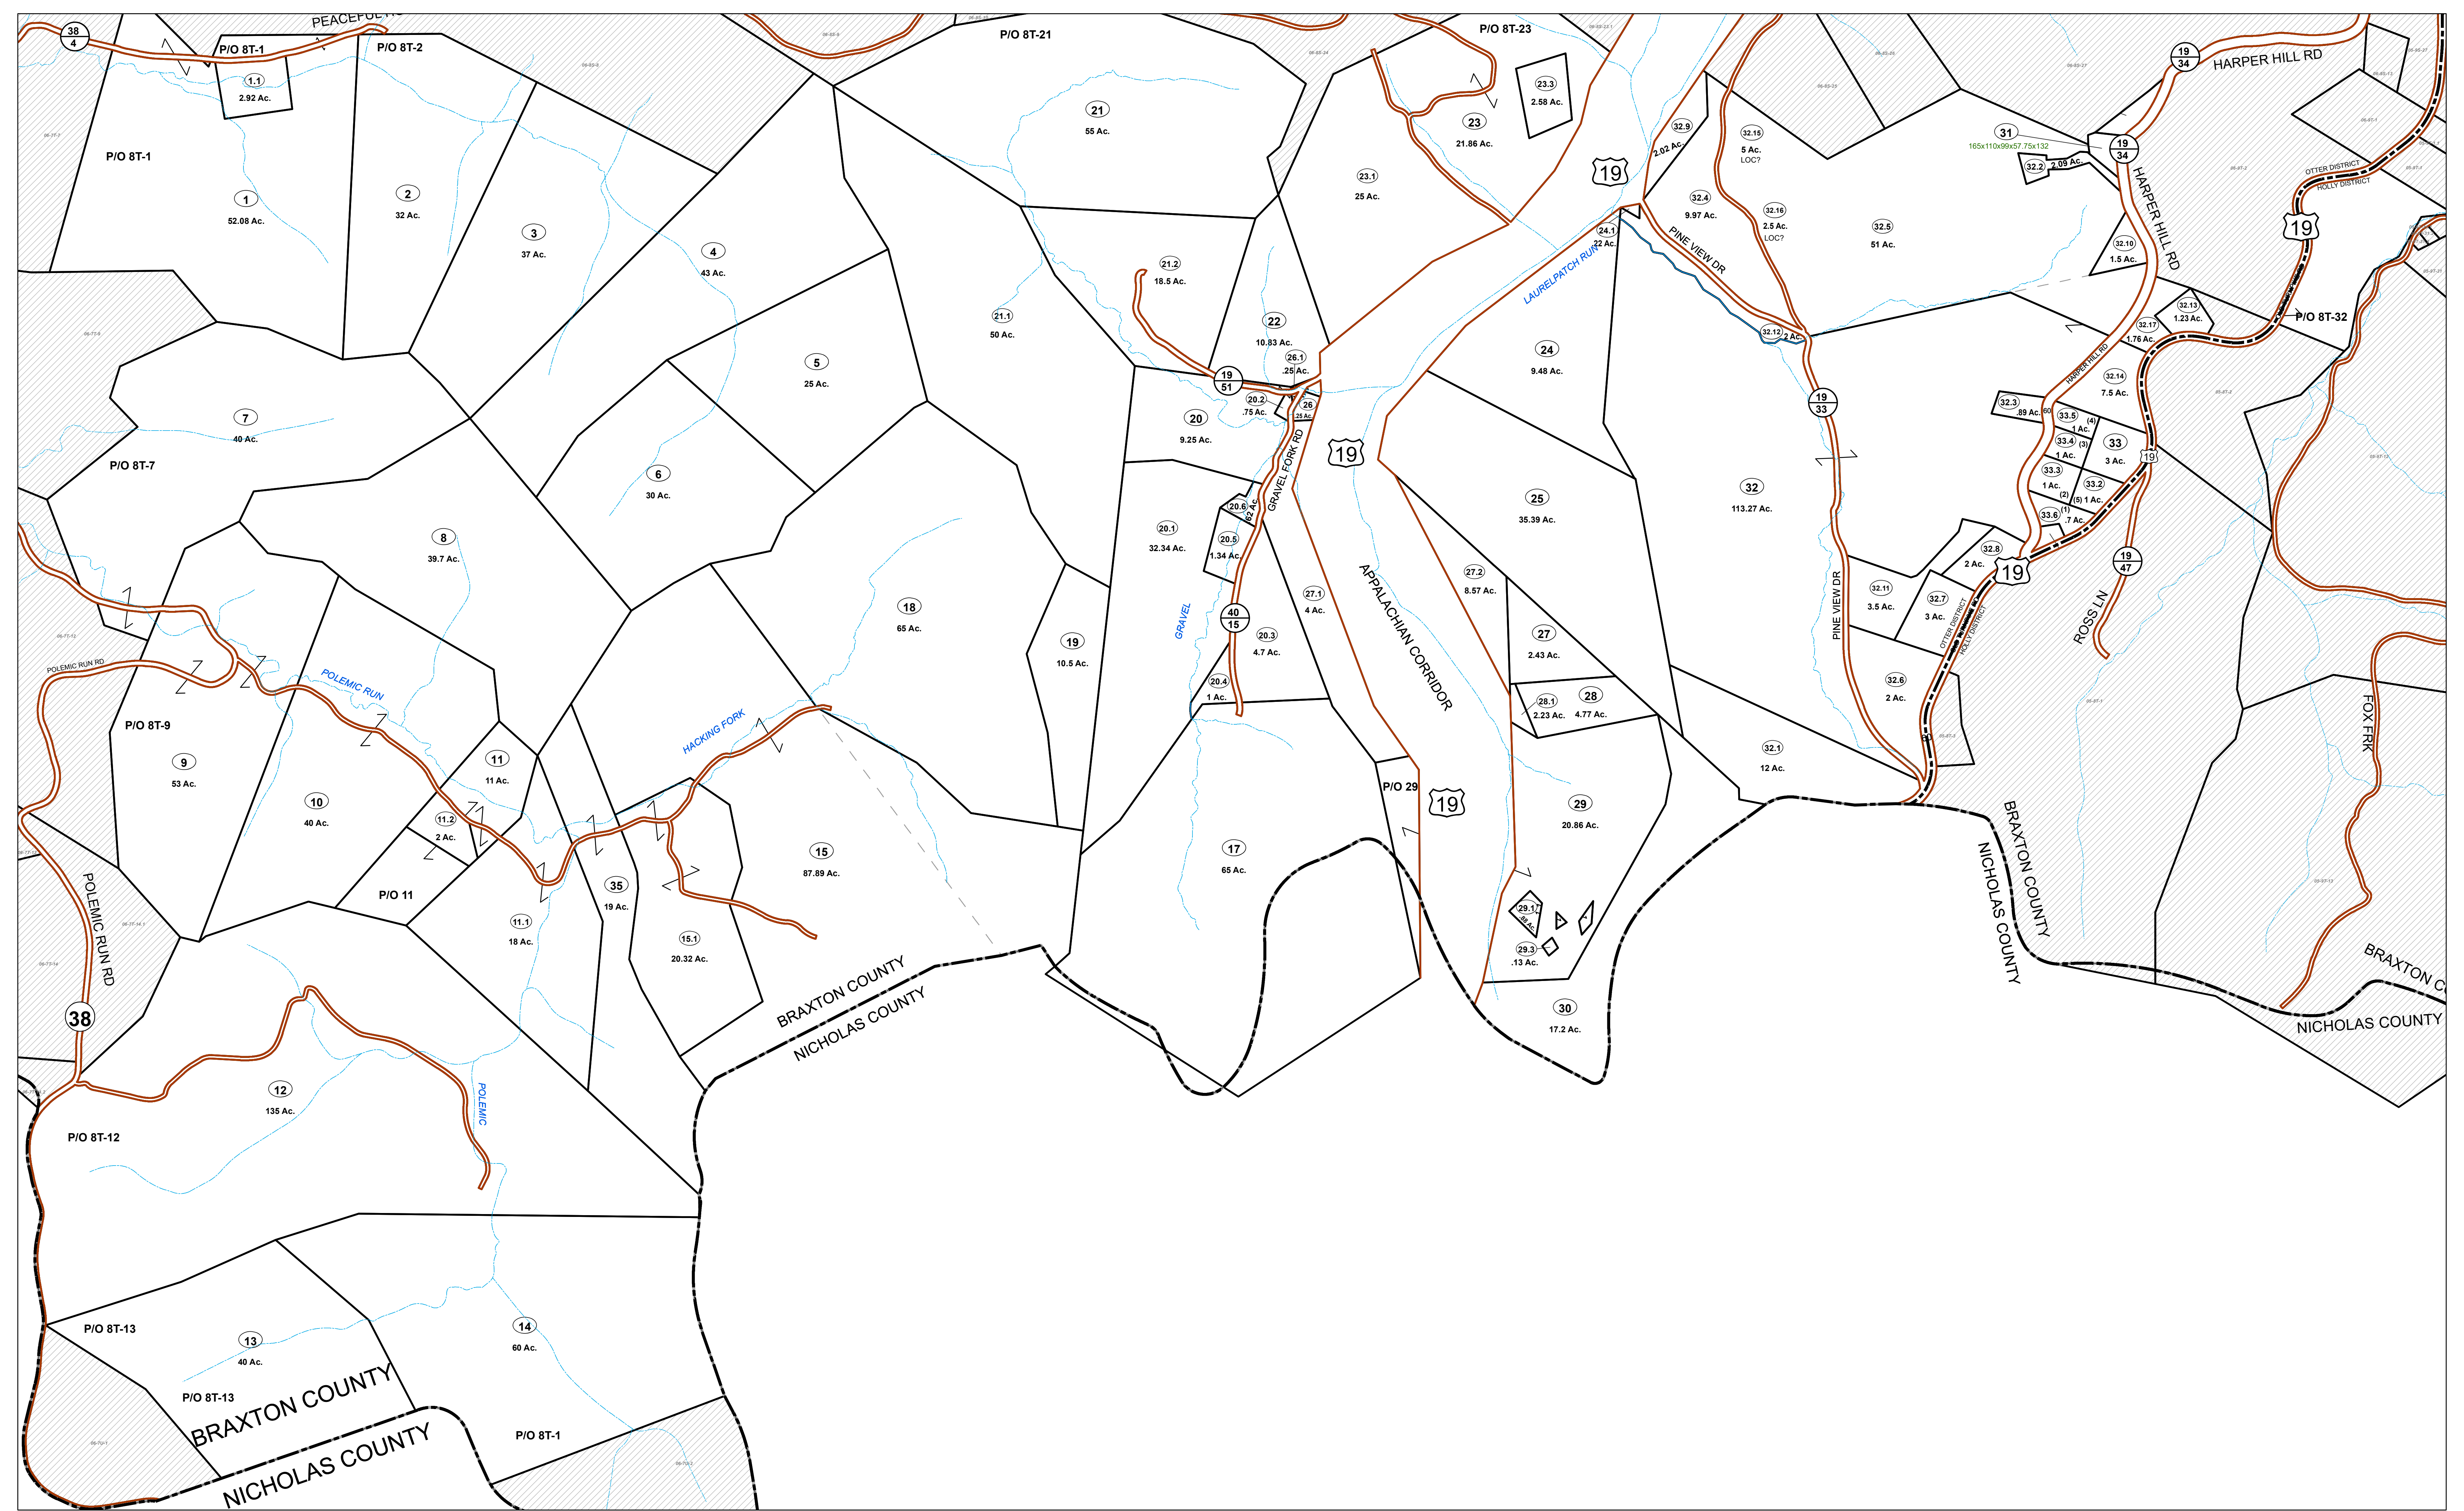 PEACEFUL
38
4
P/O 8T-1
P/O 8T-2
1.1
2.92 Ac.
P/O 8T-1
1
52.08 Ac.
2
32 Ac.
3
37 Ac.
4
43 Ac.
5
25 Ac.
6
30 Ac.
7
40 Ac.
P/O 8T-7
8
39.7 Ac.
POLEMIC RUN RD
POLEMIC RUN
P/O 8T-9
9
53 Ac.
10
40 Ac.
11
11 Ac.
11.2
2 Ac.
P/O 11
11.1
18 Ac.
35
19 Ac.
HACKING FORK
15
87.89 Ac.
15.1
20.32 Ac.
POLEMIC RUN RD
38
12
135 Ac.
P/O 8T-12
POLEMIC
P/O 8T-13
13
40 Ac.
P/O 8T-13
14
60 Ac.
P/O 8T-1
BRAXTON COUNTY
NICHOLAS COUNTY
BRAXTON COUNTY
NICHOLAS COUNTY
P/O 8T-21
21
55 Ac.
21.1
50 Ac.
21.2
18.5 Ac.
22
10.83 Ac.
26.1
.25 Ac.
19
51
20.2
.75 Ac.
26
.25 Ac.
20
9.25 Ac.
GRAVEL FORK RD
20.6
.62 Ac.
20.5
1.34 Ac.
20.1
32.34 Ac.
GRAVEL
40
15
20.3
4.7 Ac.
20.4
1 Ac.
27.1
4 Ac.
18
65 Ac.
19
10.5 Ac.
17
65 Ac.
P/O 29
P/O 8T-23
23
21.86 Ac.
23.1
25 Ac.
23.3
2.58 Ac.
19
19
19
APPALACHIAN CORRIDOR
LAURELPATCH RUN
24.1
.22 Ac.
24
9.48 Ac.
25
35.39 Ac.
27.2
8.57 Ac.
27
2.43 Ac.
28.1
2.23 Ac.
28
4.77 Ac.
29
20.86 Ac.
29.1
.88 Ac.
29.3
.13 Ac.
30
17.2 Ac.
32.9
2.02 Ac.
32.15
5 Ac.
LOC?
32.4
9.97 Ac.
32.16
2.5 Ac.
LOC?
PINE VIEW DR
32.12
.2 Ac.
32.5
51 Ac.
19
33
32
113.27 Ac.
PINE VIEW DR
32.1
12 Ac.
32.11
3.5 Ac.
32.7
3 Ac.
32.8
2 Ac.
32.6
2 Ac.
19
34
HARPER HILL RD
31
165x110x99x57.75x132
19
34
32.2
2.09 Ac.
HARPER HILL RD
32.10
1.5 Ac.
32.13
1.23 Ac.
32.17
1.76 Ac.
HARPER HILL RD
32.14
7.5 Ac.
32.3
.89 Ac.
60
33.5
(4)
1 Ac.
33.4
(3)
1 Ac.
33
3 Ac.
33.3
1 Ac.
(2)
33.2
(5)
1 Ac.
33.6
(1)
.7 Ac.
19
19
OTTER DISTRICT
HOLLY DISTRICT
OTTER DISTRICT
HOLLY DISTRICT
19
P/O 8T-32
19
47
ROSS LN
80
FOX FRK
BRAXTON COUNTY
NICHOLAS COUNTY
BRAXTON CO
NICHOLAS COUNTY